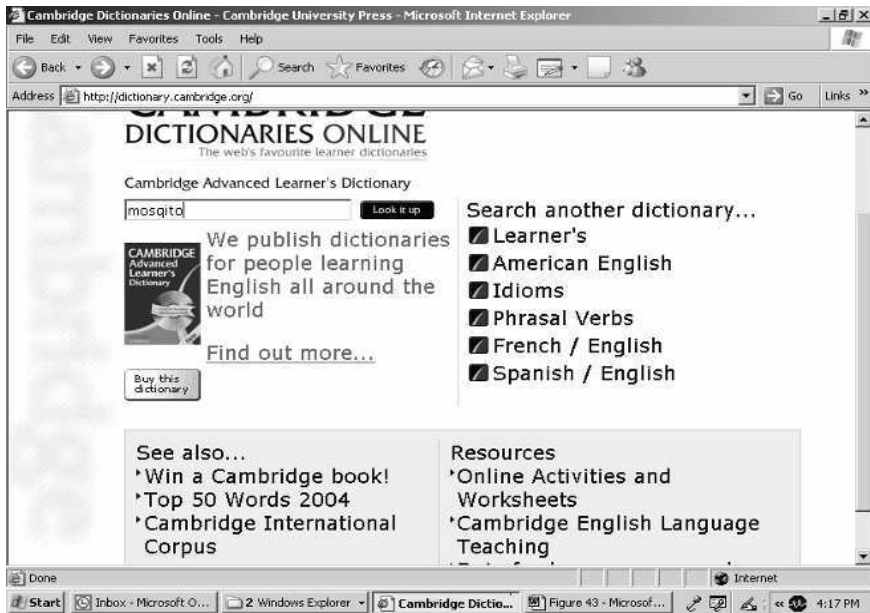 Cambridge Dictionaries Online - Cambridge University Press - Microsoft Internet Explorer
File Edit View Favorites Tools Help
Back Search Favorites
Address http://dictionary.cambridge.org/ Go Links »
CAMBRIDGE
DICTIONARIES ONLINE
The web's favourite learner dictionaries
Cambridge Advanced Learner's Dictionary
mosqito Look it up
CAMBRIDGE
Advanced
Learner's
Dictionary
We publish dictionaries
for people learning
English all around the
world
Find out more...
Buy this
dictionary
Search another dictionary...
Learner's
American English
Idioms
Phrasal Verbs
French / English
Spanish / English
See also...
Win a Cambridge book!
Top 50 Words 2004
Cambridge International
Corpus
Resources
Online Activities and
Worksheets
Cambridge English Language
Teaching
Done Internet
Start Inbox - Microsoft O... 2 Windows Explorer Cambridge Dictio... Figure 43 - Microsof... « 4:17 PM
cambridge